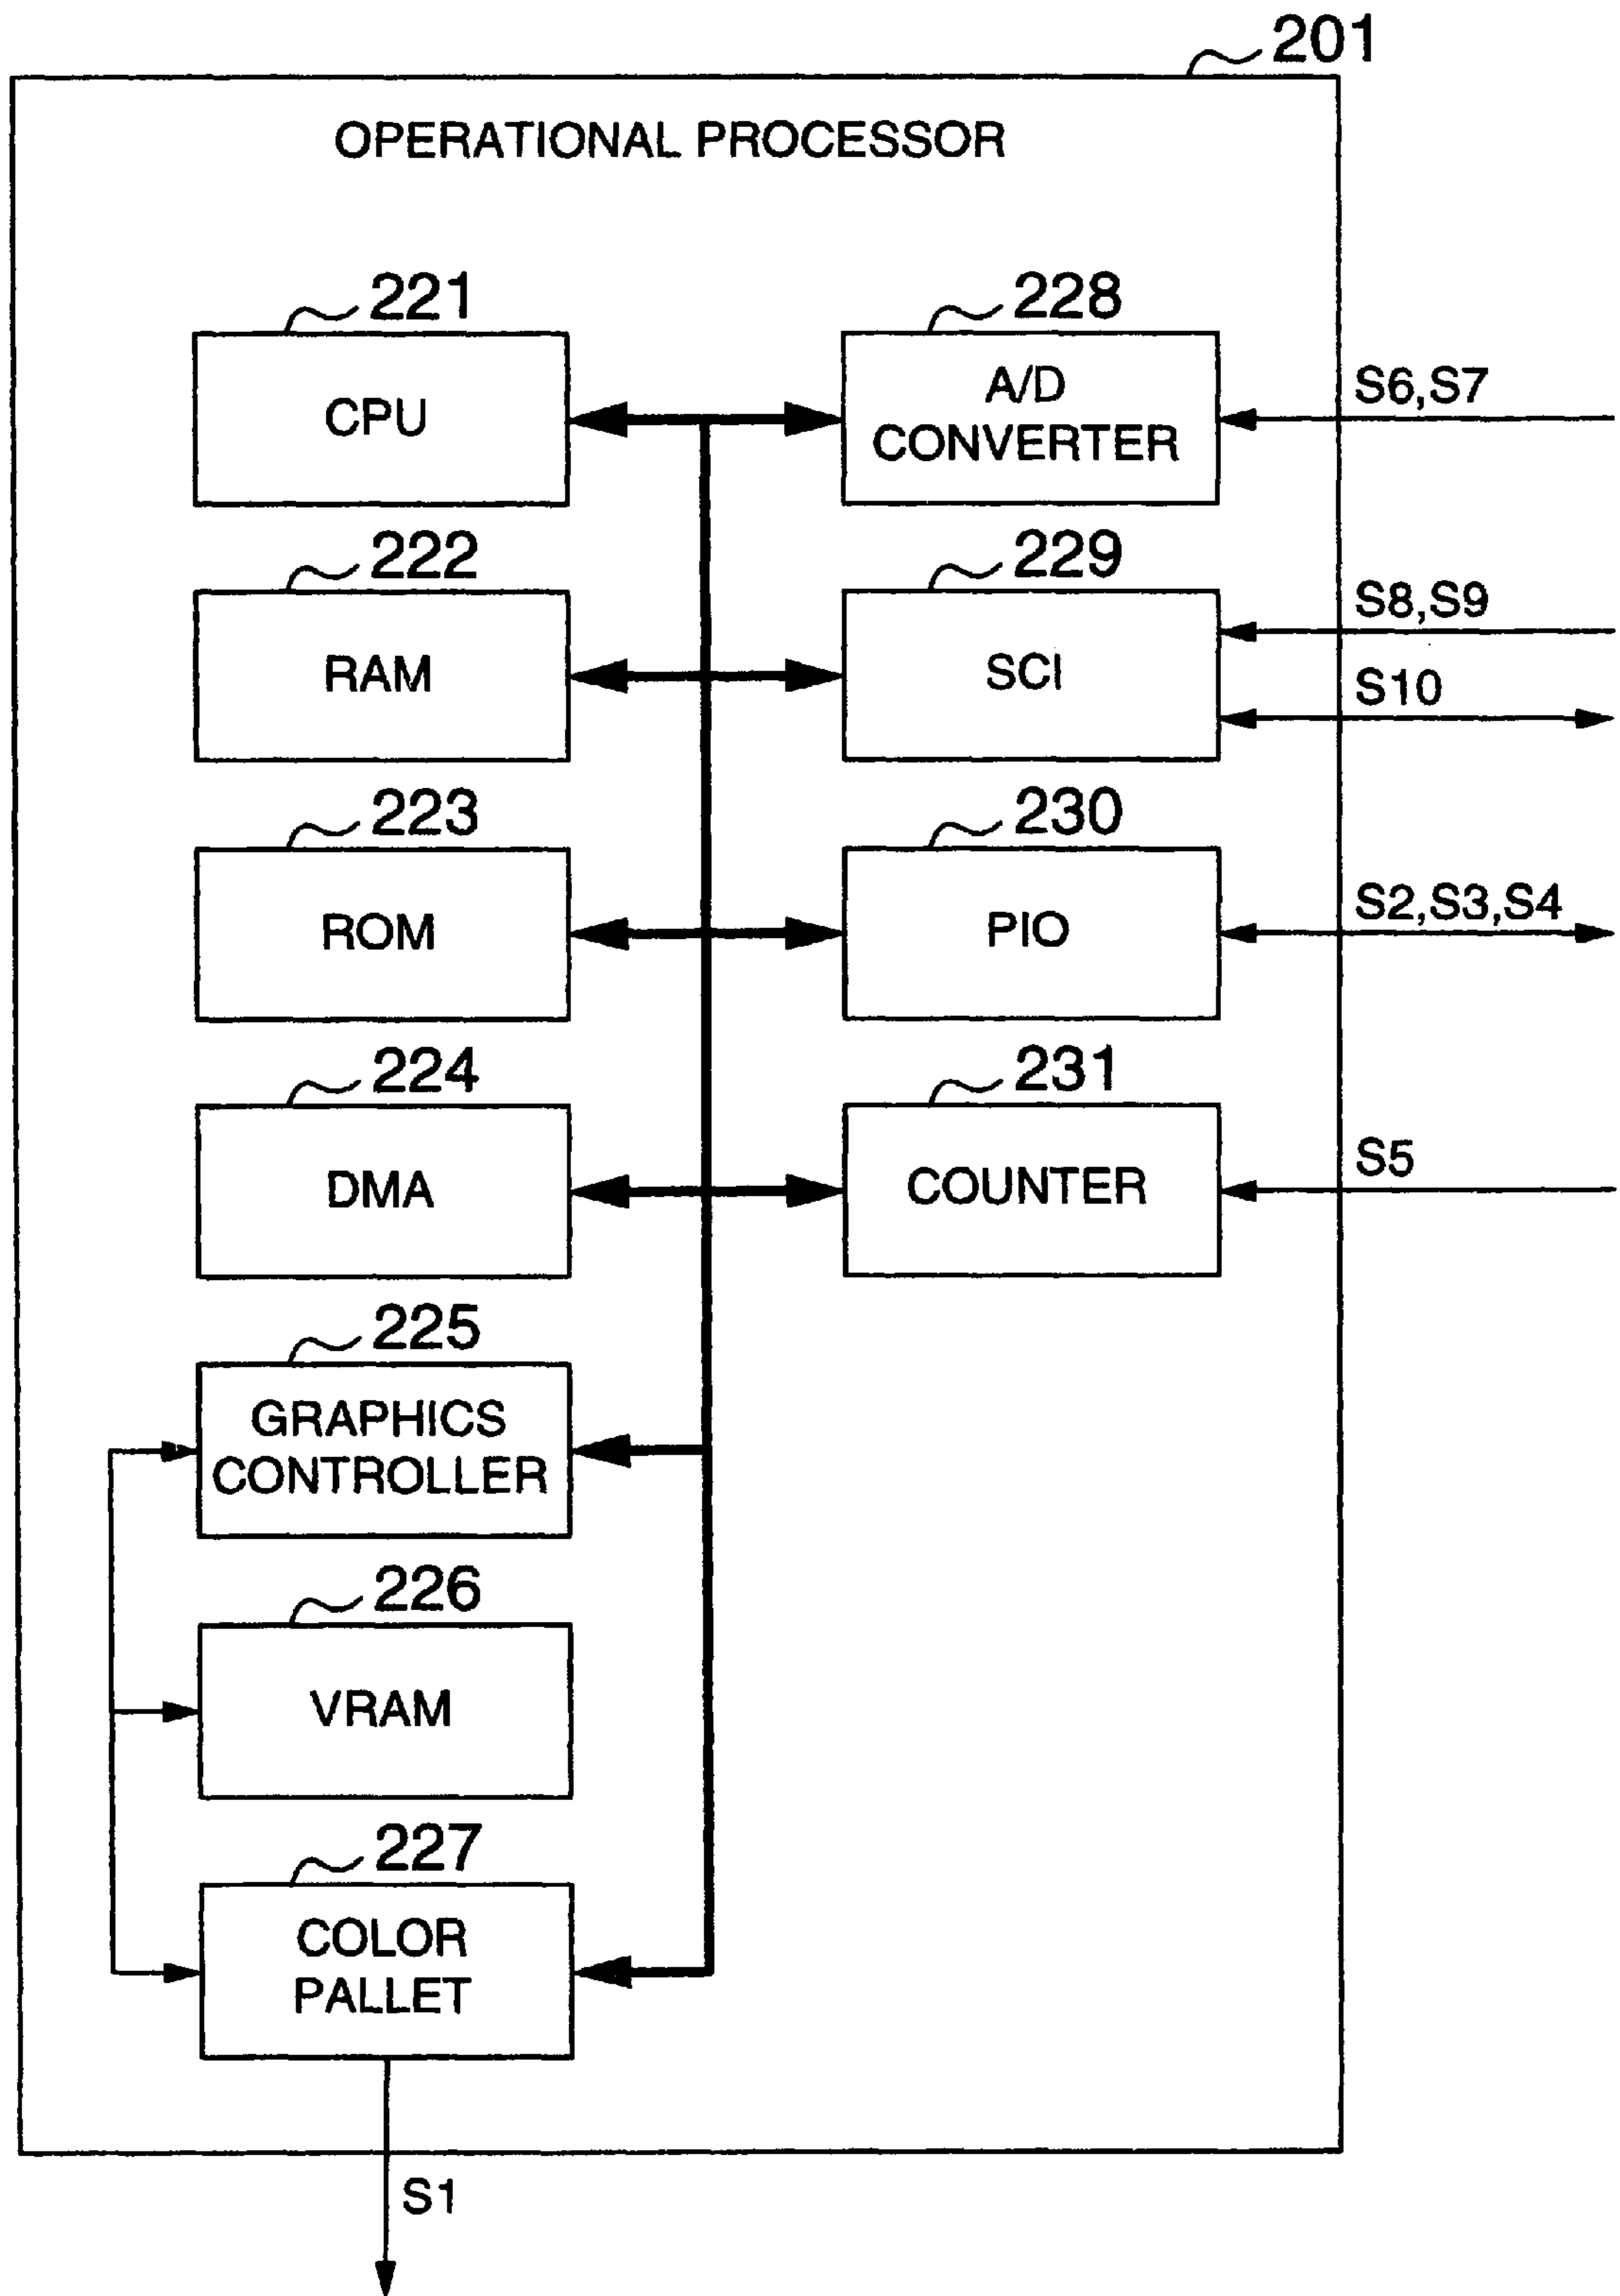 201
OPERATIONAL PROCESSOR
221
CPU
228
A/D
CONVERTER
S6,S7
222
RAM
229
SCI
S8,S9
S10
223
ROM
230
PIO
S2,S3,S4
224
DMA
231
COUNTER
S5
225
GRAPHICS
CONTROLLER
226
VRAM
227
COLOR
PALLET
S1